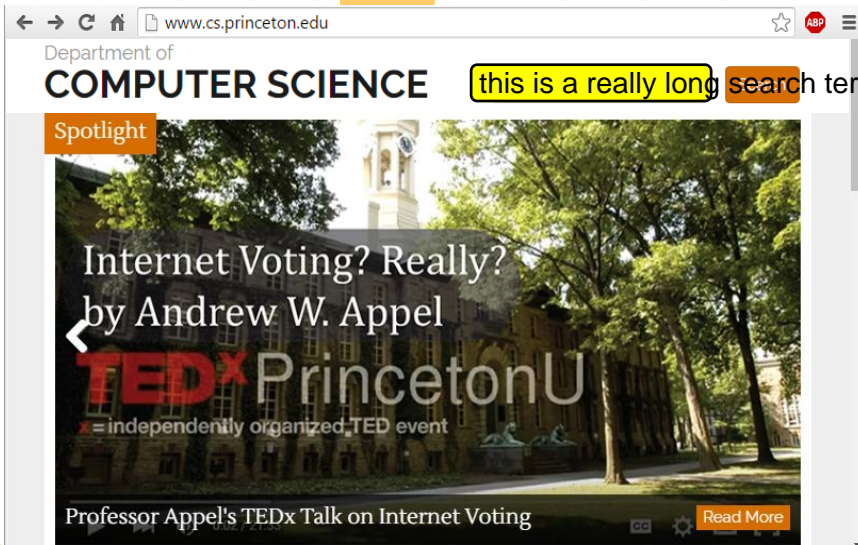 www.cs.princeton.edu
ABP
Department of
COMPUTER SCIENCE
this is a really long search ter
Spotlight
Internet Voting? Really?
by Andrew W. Appel
TEDx PrincetonU
x=independently organized TED event
Professor Appel's TEDx Talk on Internet Voting
CC
Read More